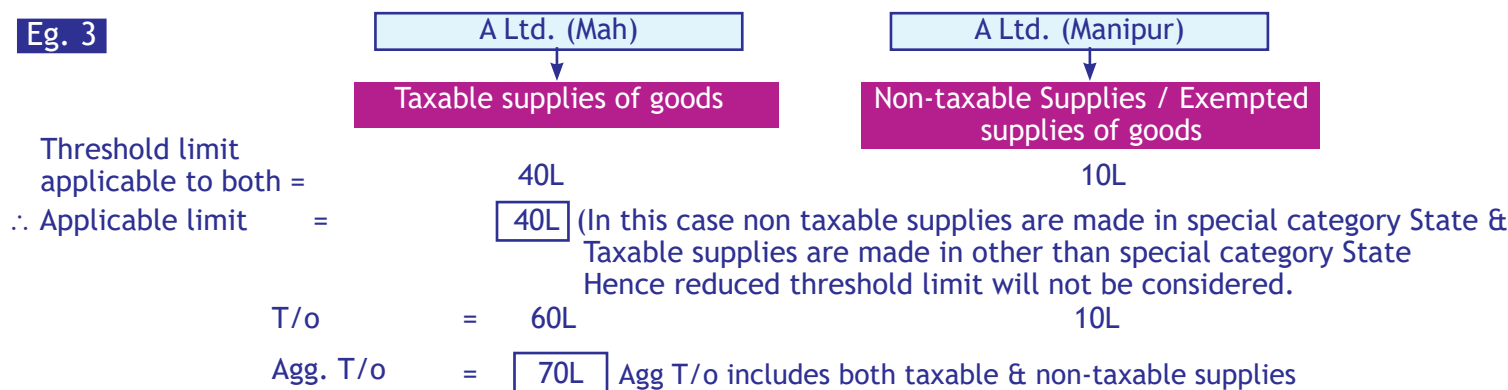 Eg. 3
A Ltd. (Mah)
A Ltd. (Manipur)
Taxable supplies of goods
Non-taxable Supplies / Exempted
supplies of goods
Threshold limit
applicable to both =
40L
10L
∴ Applicable limit =
40L (In this case non taxable supplies are made in special category State &
Taxable supplies are made in other than special category State
Hence reduced threshold limit will not be considered.
T/o = 60L 10L
Agg. T/o = 70L Agg T/o includes both taxable & non-taxable supplies